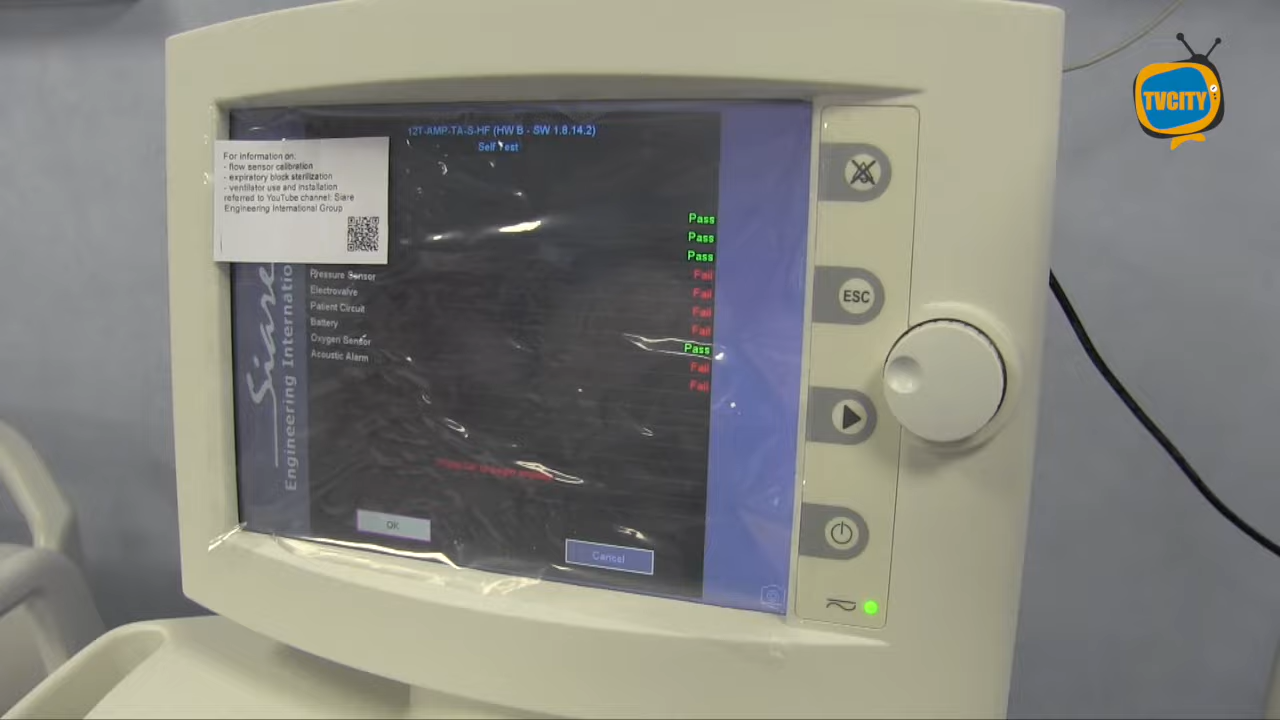 TVCITY
12T-AMP-TA-S-HF (HW B - SW 1.8.14.2)
Self Test
For information on:
- flow sensor calibration
- expiratory block sterilization
- ventilator use and installation
referred to YouTube channel: Siare
Engineering International Group
Pass
Pass
Pass
Pressure Sensor Fail
Electrovalve Fail
Patient Circuit Fail
Battery Fail
Oxygen Sensor Pass
Acoustic Alarm Fail
Fail
Siare
Engineering Internatio
OK
Cancel
ESC